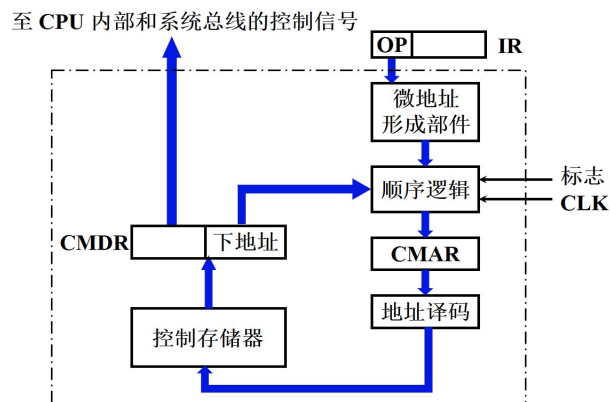 至 CPU 内部和系统总线的控制信号
OP
IR
微地址
形成部件
顺序逻辑
标志
CLK
CMDR
下地址
CMAR
控制存储器
地址译码